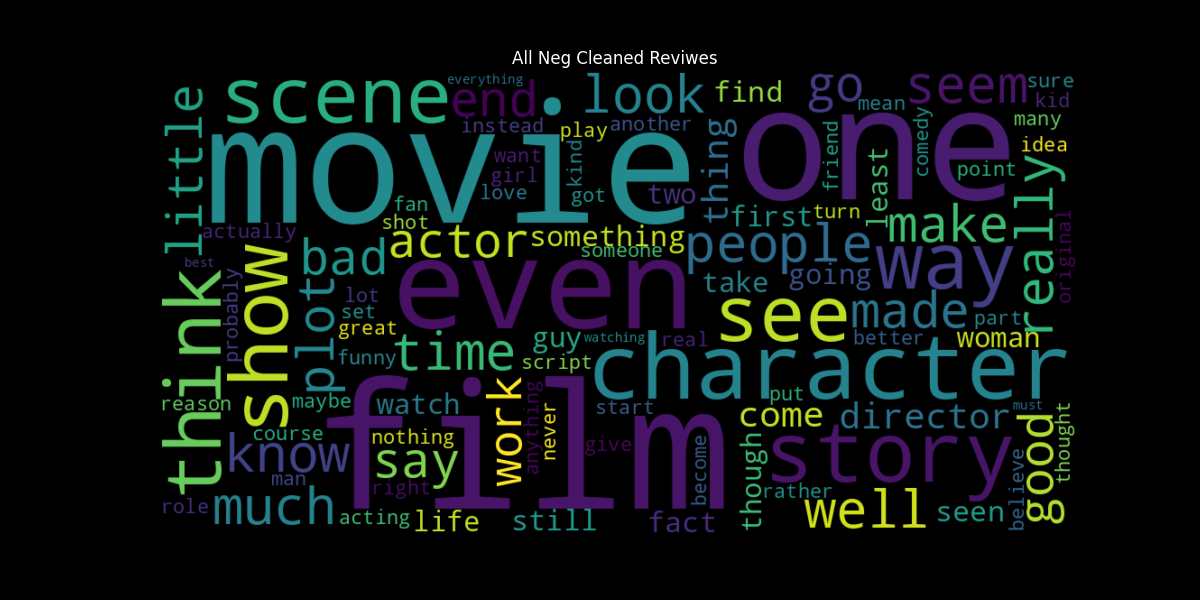 All Neg Cleaned Reviwes
everything
scene end look find go seem sure
mean kid
little movie one many
instead play another
comedy
idea
want kind thing friend least point
girl
love got two
fan first turn make really
shot
actually actor something people way original
best bad someone
show even take going
think probably plot lot see made part
set
great time guy watching real better woman
funny script character
reason maybe watch work put must
anything never start come director
course nothing give story good thought
know film say become though
man right rather believe
role much acting life still fact well seen